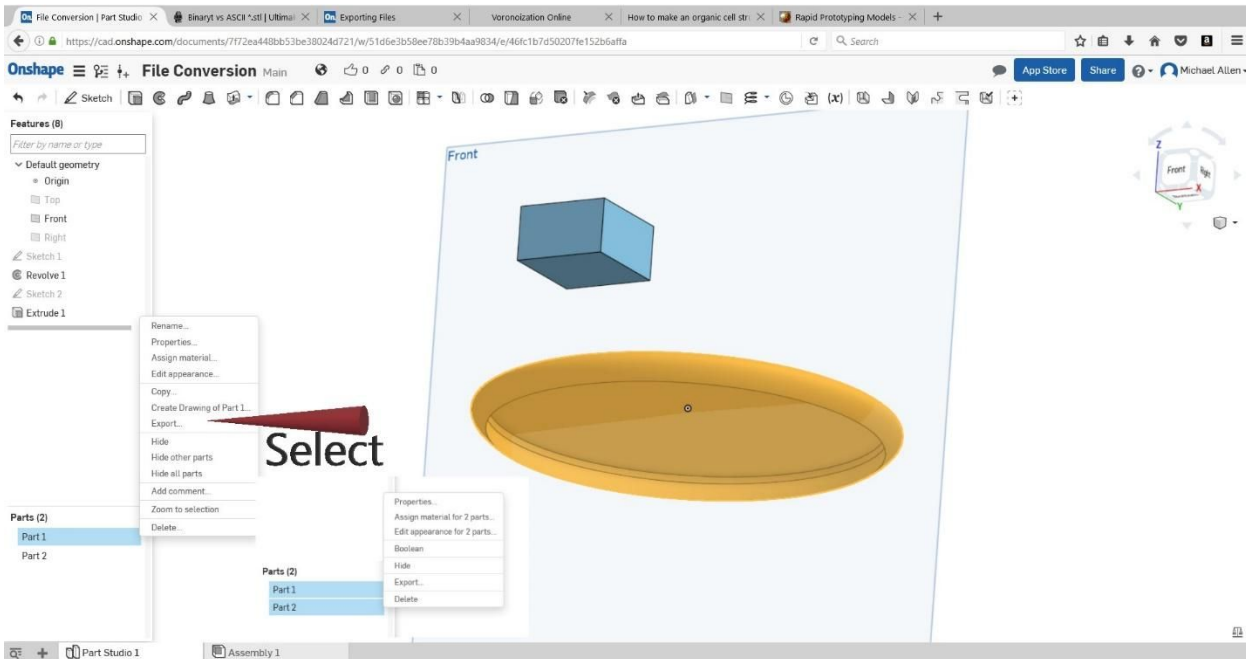 File Conversion | Part Studio
Binaryt vs ASCII *.stl | Ultimal
Exporting Files
Voronoization Online
How to make an organic cell stru
Rapid Prototyping Models -
https://cad.onshape.com/documents/7f72ea448bb53be38024d721/w/51d6e3b58ee78b39b4aa9834/e/46fc1b7d50207fe152b6affa
Search
Onshape File Conversion Main 0 0 0
App Store Share Michael Allen
Sketch
(x)
Features (8)
Filter by name or type
Default geometry
Origin
Top
Front
Right
Sketch 1
Revolve 1
Sketch 2
Extrude 1
Rename...
Properties...
Assign material...
Edit appearance...
Copy...
Create Drawing of Part 1...
Export...
Hide
Hide other parts
Hide all parts
Add comment...
Zoom to selection
Delete...
Select
Parts (2)
Part 1
Part 2
Parts (2)
Part 1
Part 2
Properties...
Assign material for 2 parts...
Edit appearance for 2 parts...
Boolean
Hide
Export...
Delete
Front
Z
Front
Right
X
Y
Part Studio 1
Assembly 1